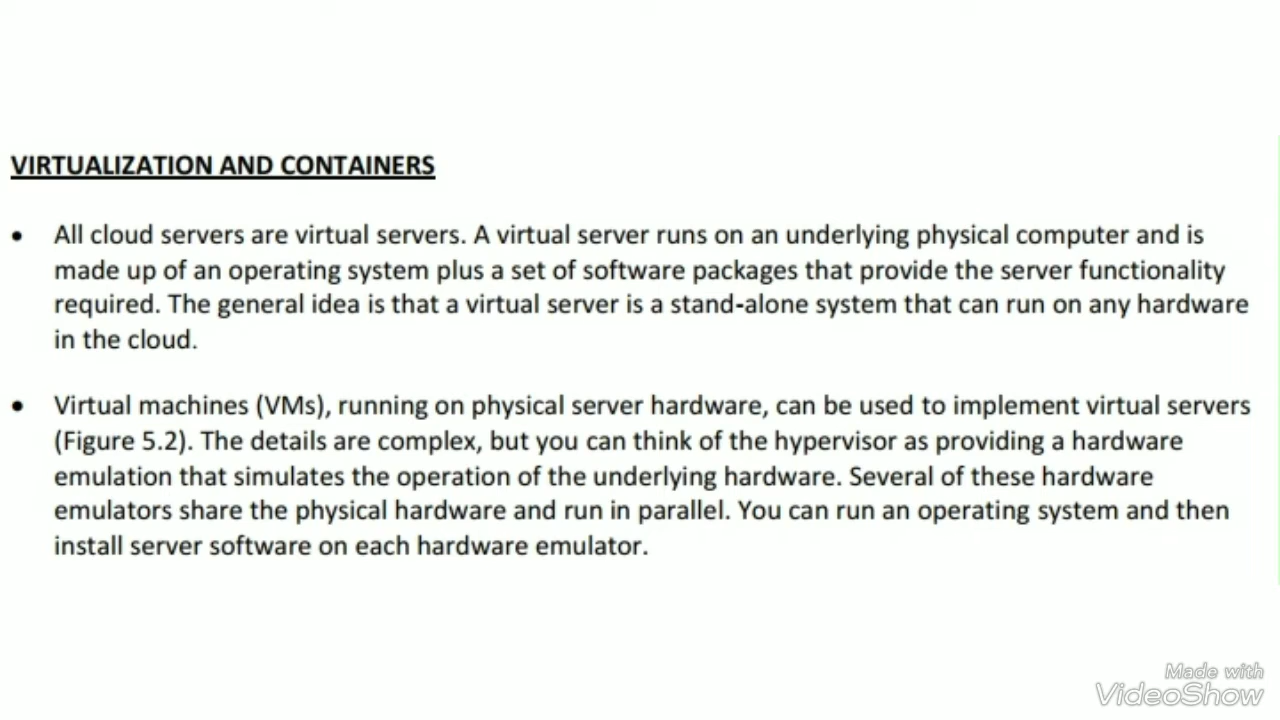 VIRTUALIZATION AND CONTAINERS
• All cloud servers are virtual servers. A virtual server runs on an underlying physical computer and is
made up of an operating system plus a set of software packages that provide the server functionality
required. The general idea is that a virtual server is a stand-alone system that can run on any hardware
in the cloud.
• Virtual machines (VMs), running on physical server hardware, can be used to implement virtual servers
(Figure 5.2). The details are complex, but you can think of the hypervisor as providing a hardware
emulation that simulates the operation of the underlying hardware. Several of these hardware
emulators share the physical hardware and run in parallel. You can run an operating system and then
install server software on each hardware emulator.
Made with
VideoShow